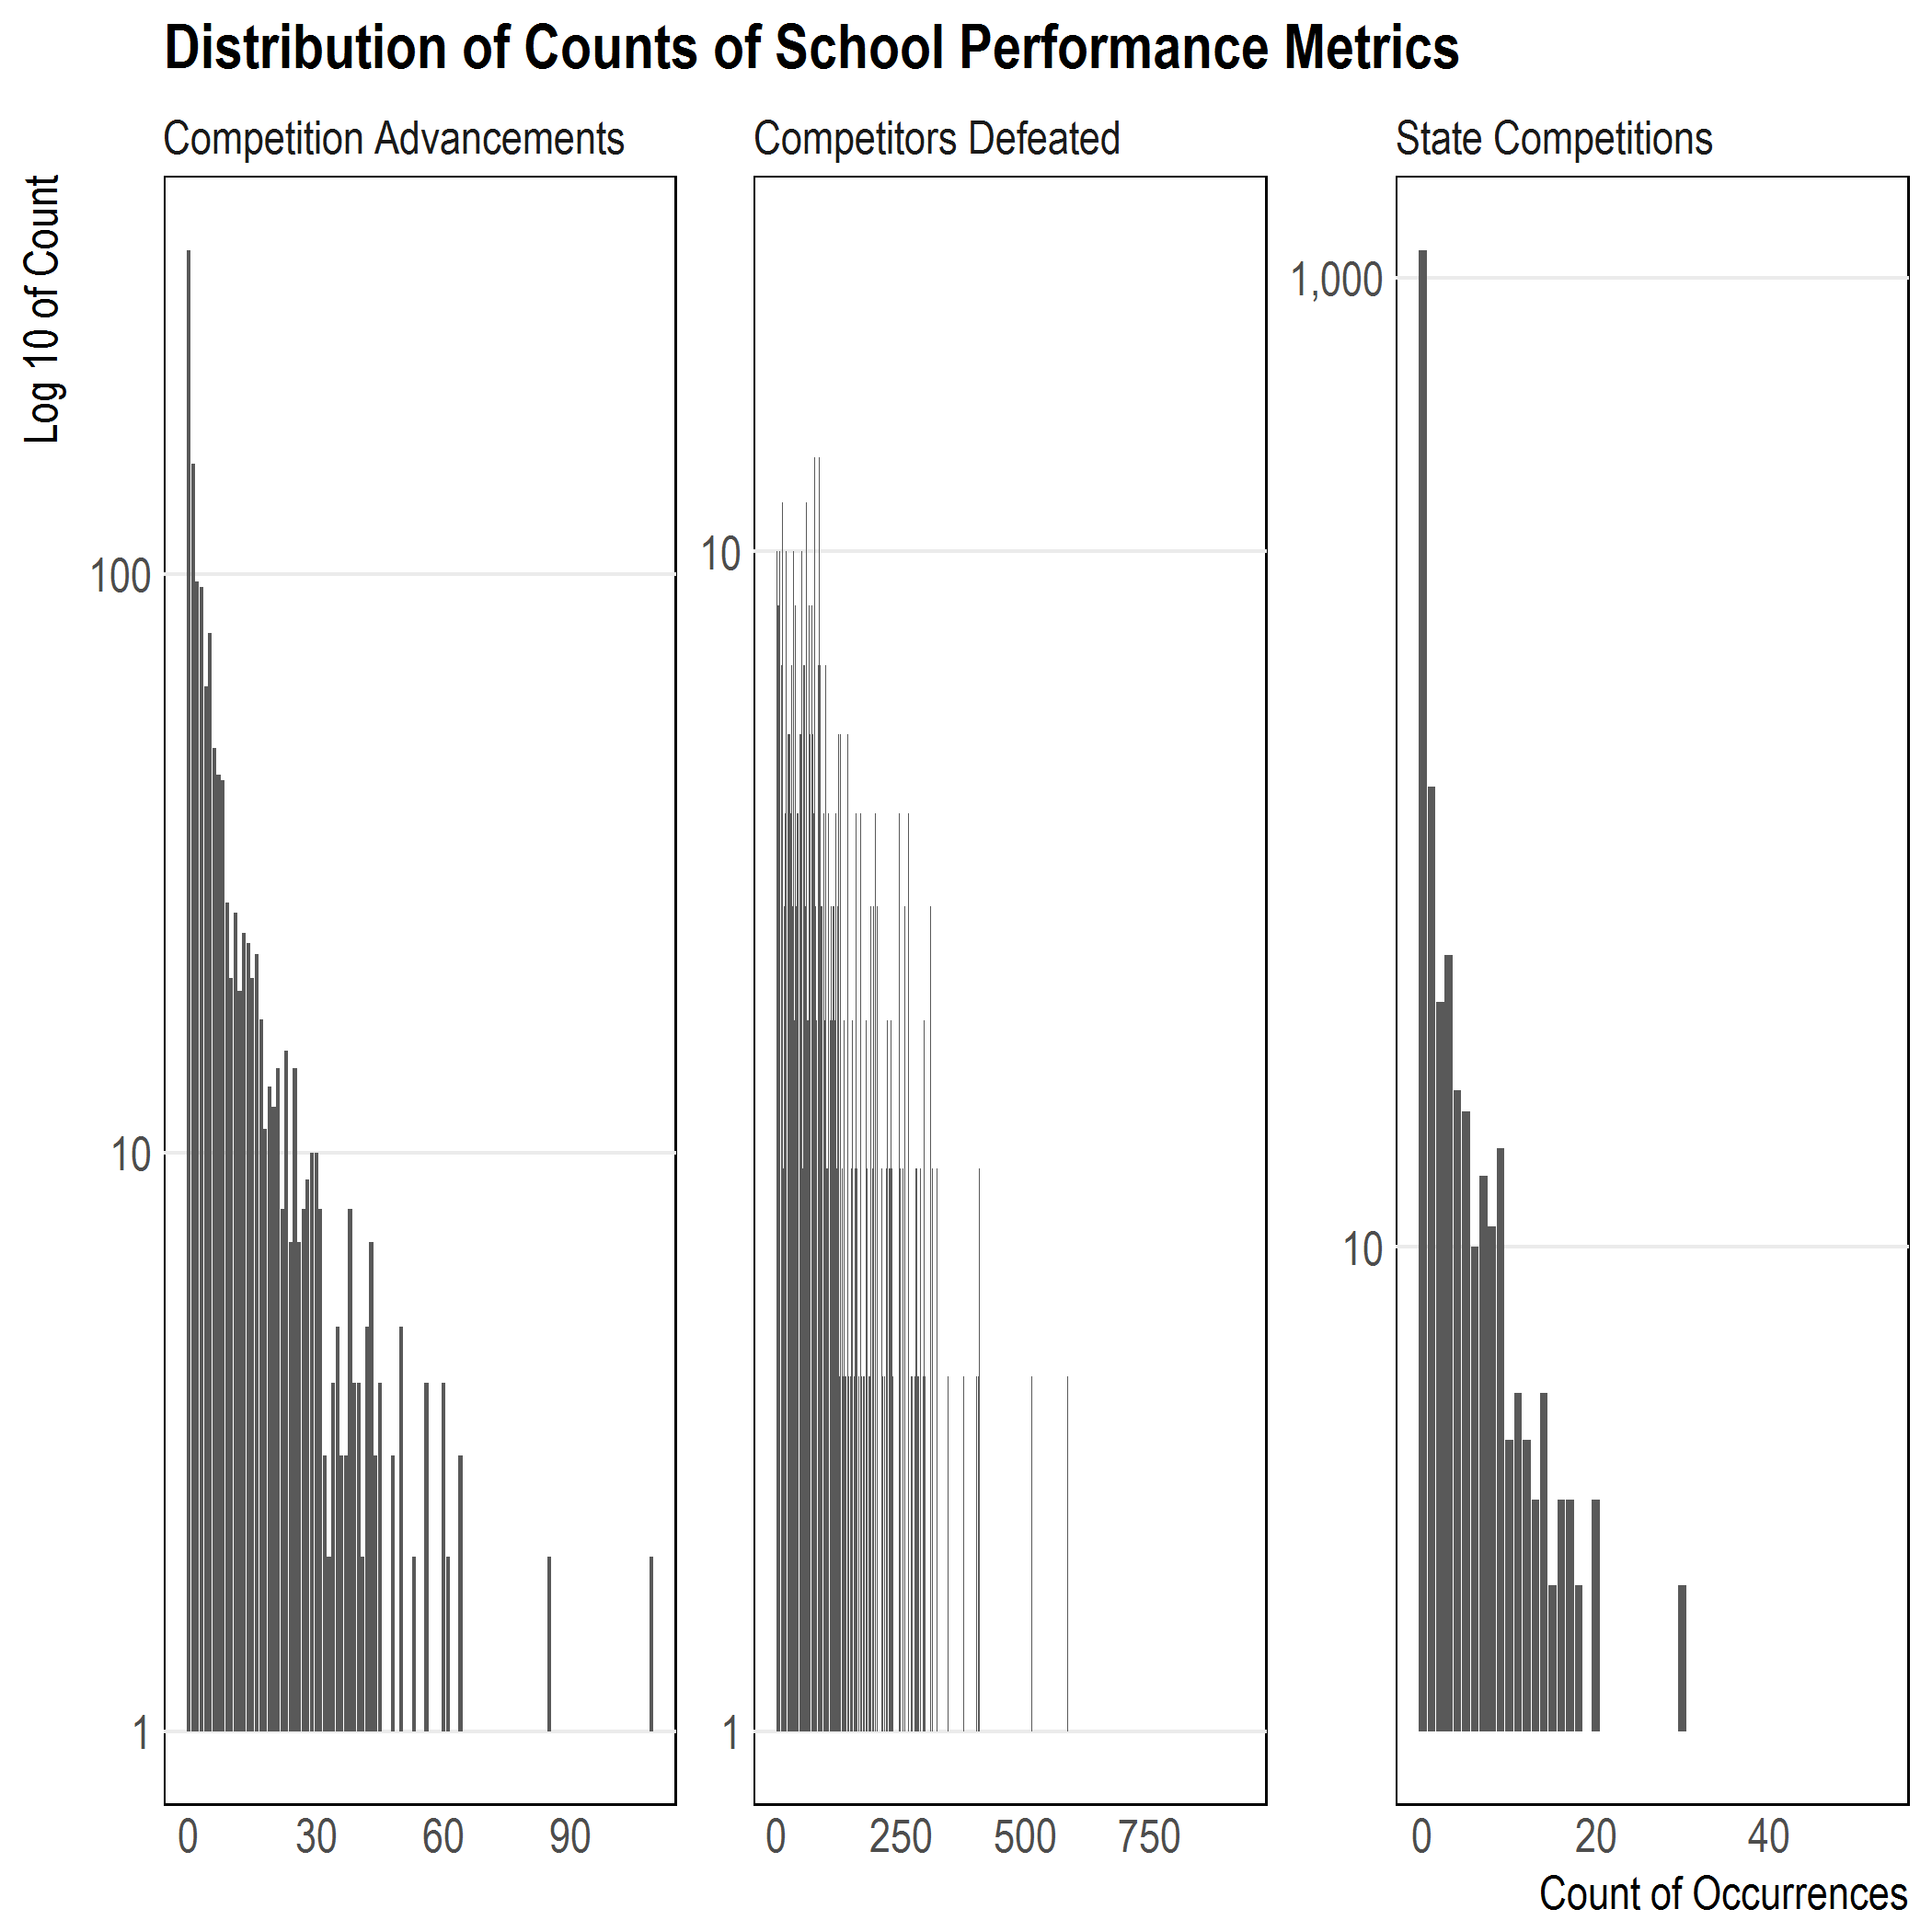 Distribution of Counts of School Performance Metrics
Competition Advancements
Competitors Defeated
State Competitions
Log 10 of Count
100
10
1
10
1
1,000
10
0 30 60 90
0 250 500 750
0 20 40
Count of Occurrences